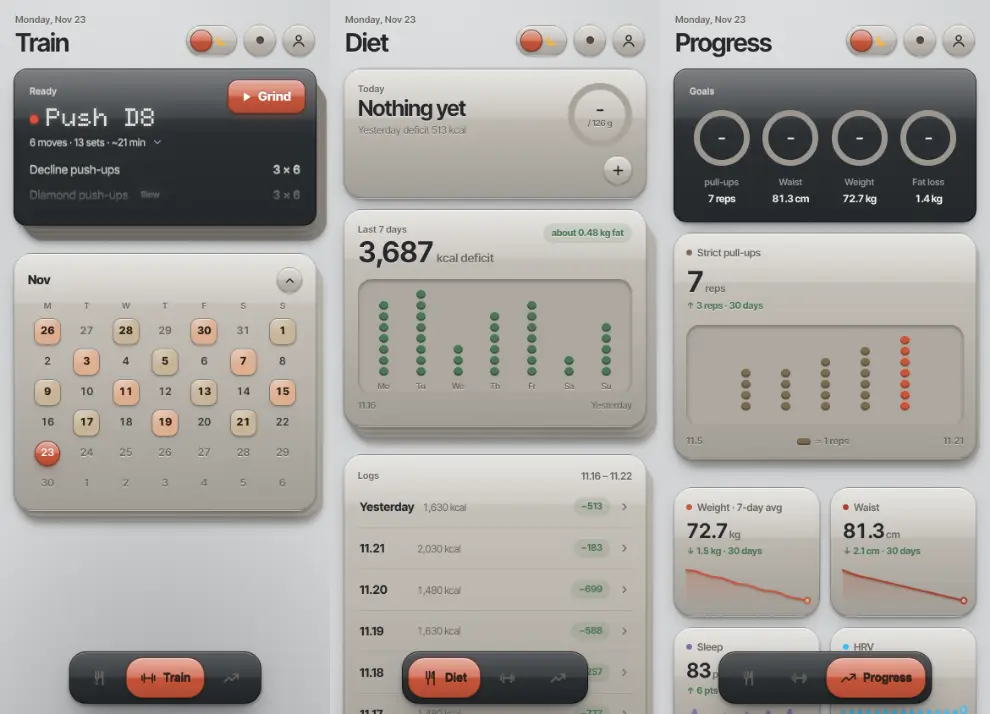 Monday, Nov 23
Train
Ready
Push D8
Grind
6 moves · 13 sets · ~21 min
Decline push-ups 3 × 6
Diamond push-ups Slow 3 × 6
Nov
M T W T F S S
26 27 28 29 30 31 1
2 3 4 5 6 7 8
9 10 11 12 13 14 15
16 17 18 19 20 21 22
23 24 25 26 27 28 29
30 1 2 3 4 5 6
Train
Monday, Nov 23
Diet
Today
Nothing yet
Yesterday deficit 513 kcal
-
/ 126 g
+
Last 7 days
about 0.48 kg fat
3,687 kcal deficit
Mo Tu We Th Fr Sa Su
11.16 Yesterday
Logs 11.16 – 11.22
Yesterday 1,630 kcal −513
11.21 2,030 kcal −183
11.20 1,480 kcal −699
11.19 1,630 kcal −588
11.18
Diet
11.17 1,480 kcal
Monday, Nov 23
Progress
Goals
- - - -
pull-ups Waist Weight Fat loss
7 reps 81.3 cm 72.7 kg 1.4 kg
Strict pull-ups
7 reps
↑ 3 reps · 30 days
11.5 = 1 reps 11.21
Weight · 7-day avg
72.7 kg
↓ 1.5 kg · 30 days
Waist
81.3 cm
↓ 2.1 cm · 30 days
Sleep
83
↑ 6 pts
HRV
Progress